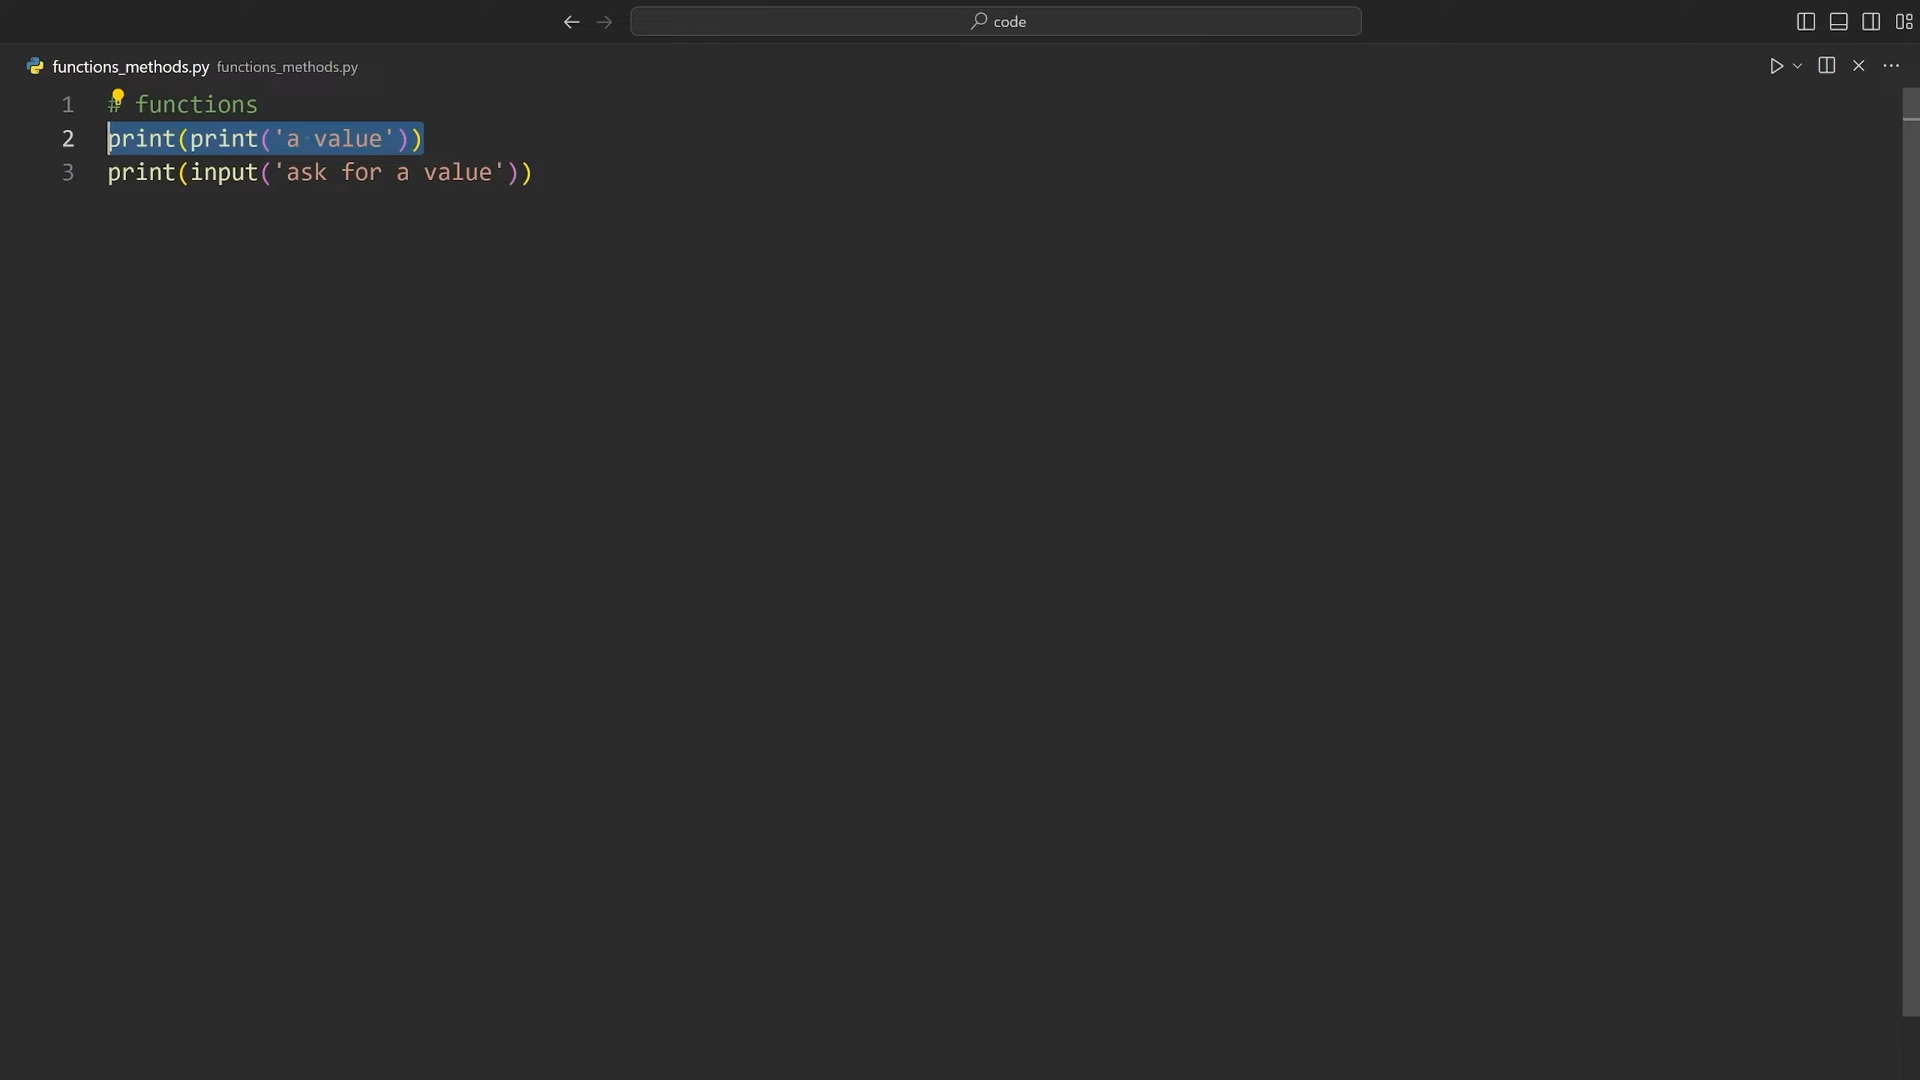 code
functions_methods.py functions_methods.py
1 # functions
2 print(print('a value'))
3 print(input('ask for a value'))